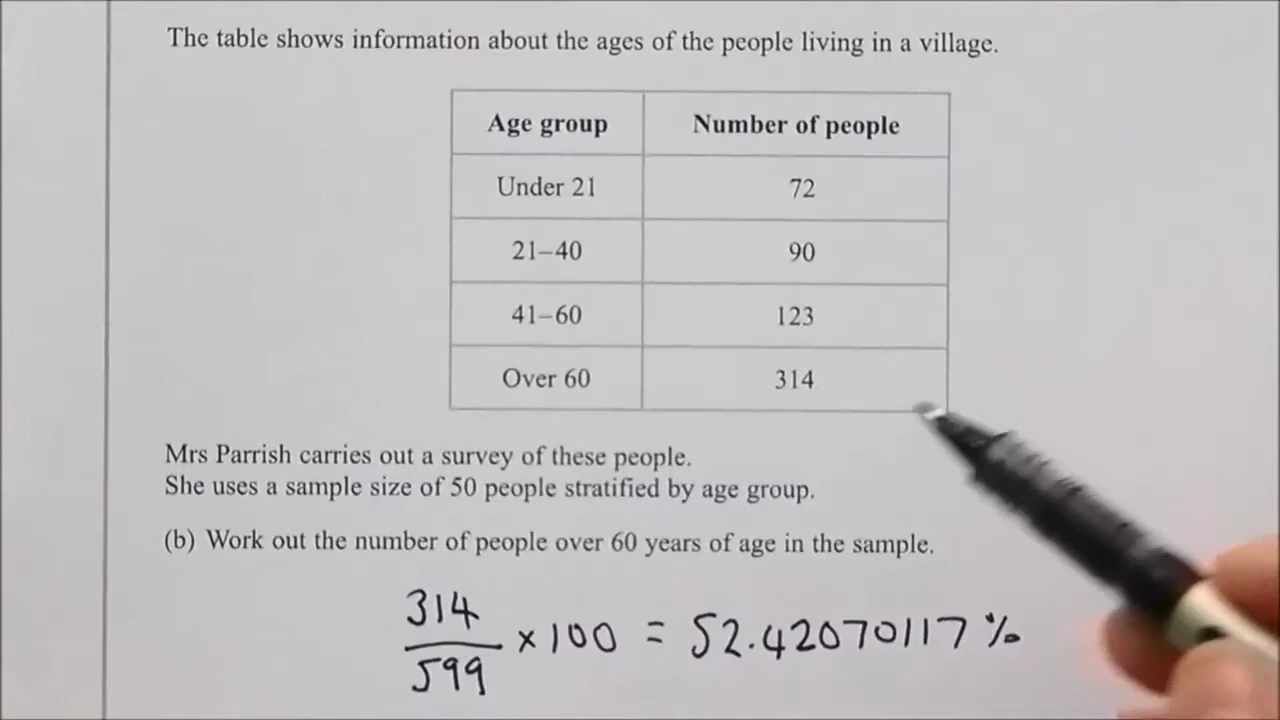 The table shows information about the ages of the people living in a village.
Age group Number of people
Under 21 72
21–40 90
41–60 123
Over 60 314
Mrs Parrish carries out a survey of these people.
She uses a sample size of 50 people stratified by age group.
(b) Work out the number of people over 60 years of age in the sample.
314
599
× 100 = 52.42070117 %